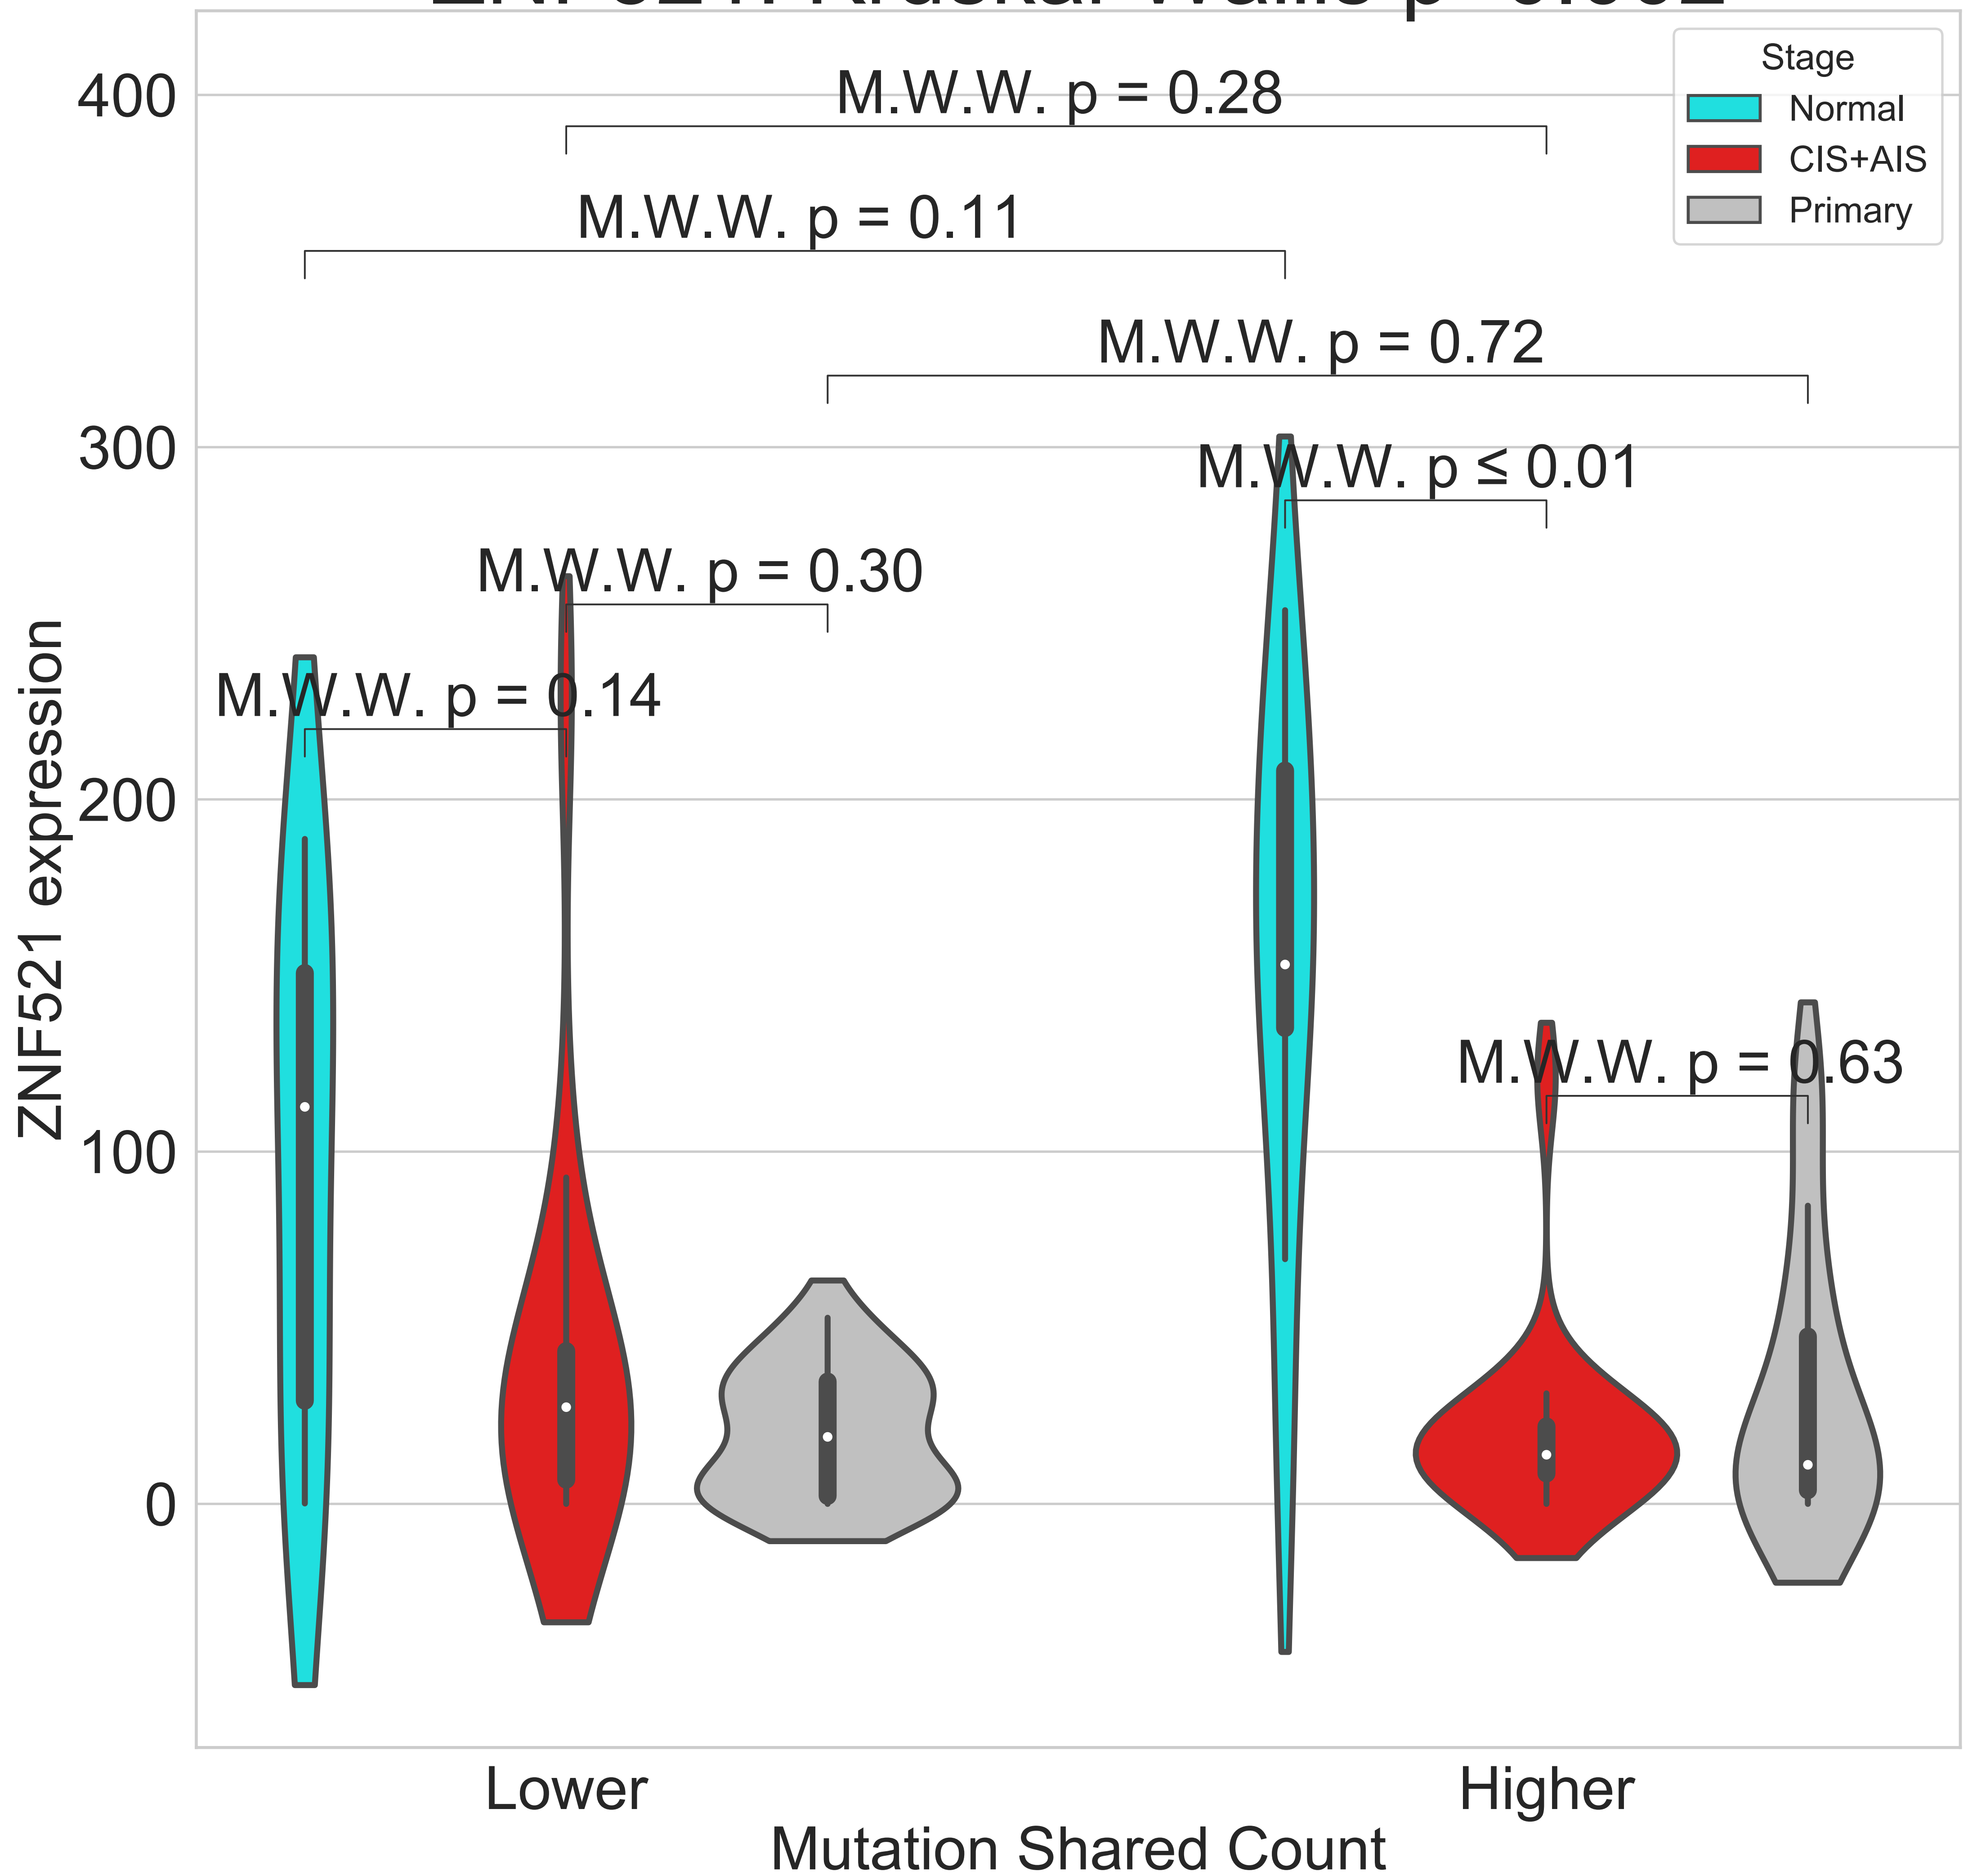 400
300
200
100
0
ZNF521 expression
M.W.W. p = 0.28
M.W.W. p = 0.11
M.W.W. p = 0.72
M.W.W. p ≤ 0.01
M.W.W. p = 0.30
M.W.W. p = 0.14
M.W.W. p = 0.63
Stage
Normal
CIS+AIS
Primary
Lower
Higher
Mutation Shared Count